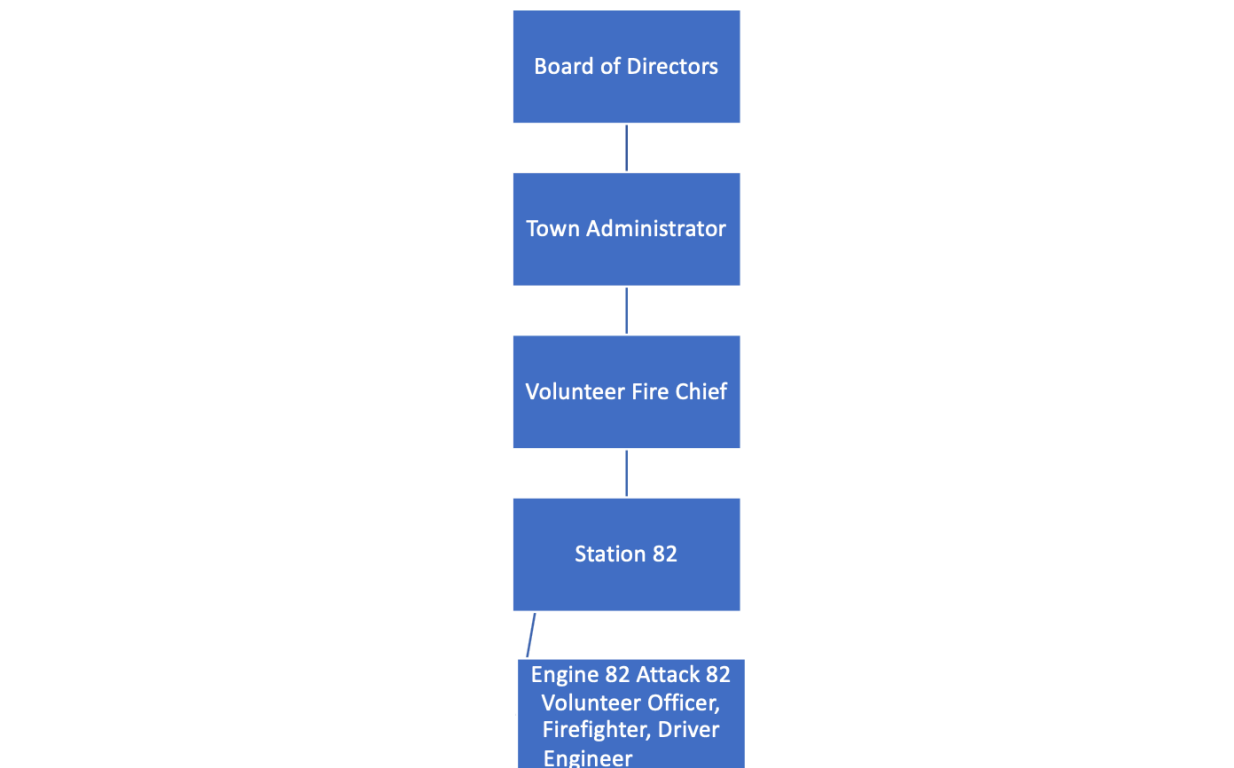 Board of Directors
Town Administrator
Volunteer Fire Chief
Station 82
Engine 82 Attack 82
Volunteer Officer,
Firefighter, Driver
Engineer